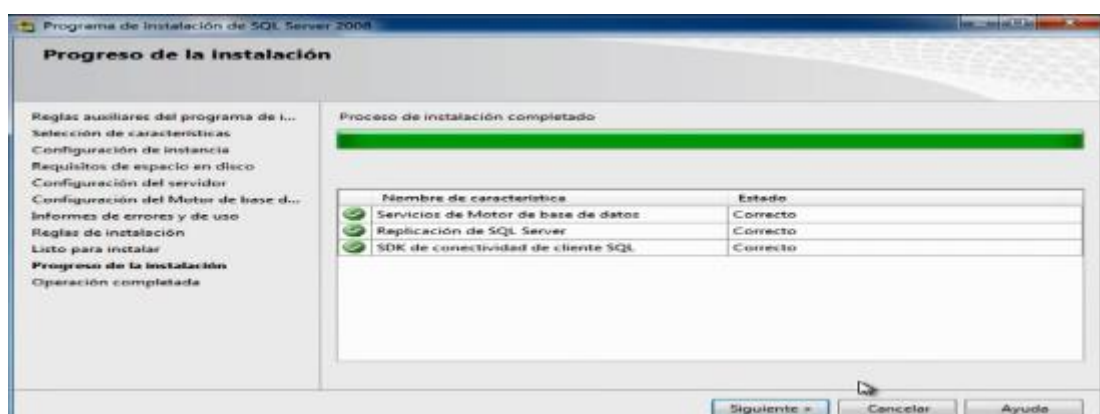 Programa de Instalación de SQL Server 2008
Progreso de la instalación
Reglas auxiliares del programa de i...
Selección de características
Configuración de instancia
Requisitos de espacio en disco
Configuración del servidor
Configuración del Motor de base d...
Informes de errores y de uso
Reglas de instalación
Listo para instalar
Progreso de la instalación
Operación completada
Proceso de instalación completado
Nombre de característica Estado
Servicios de Motor de base de datos Correcto
Replicación de SQL Server Correcto
SDK de conectividad de cliente SQL Correcto
Siguiente > Cancelar Ayuda